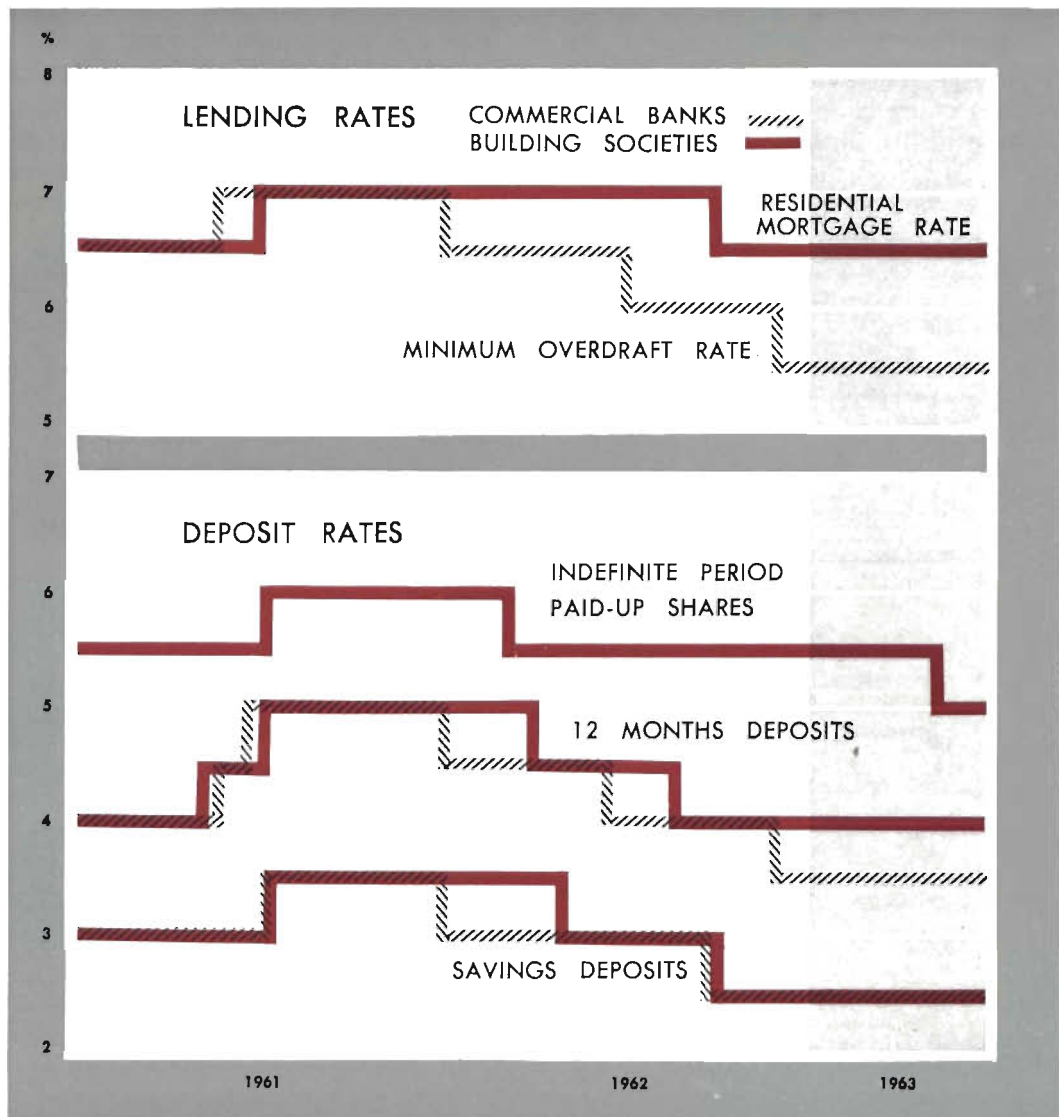 %
8
LENDING RATES
COMMERCIAL BANKS
BUILDING SOCIETIES
7
RESIDENTIAL
MORTGAGE RATE
6
MINIMUM OVERDRAFT RATE
5
7
DEPOSIT RATES
INDEFINITE PERIOD
6
PAID-UP SHARES
5
12 MONTHS DEPOSITS
4
3
SAVINGS DEPOSITS
2
1961 1962 1963